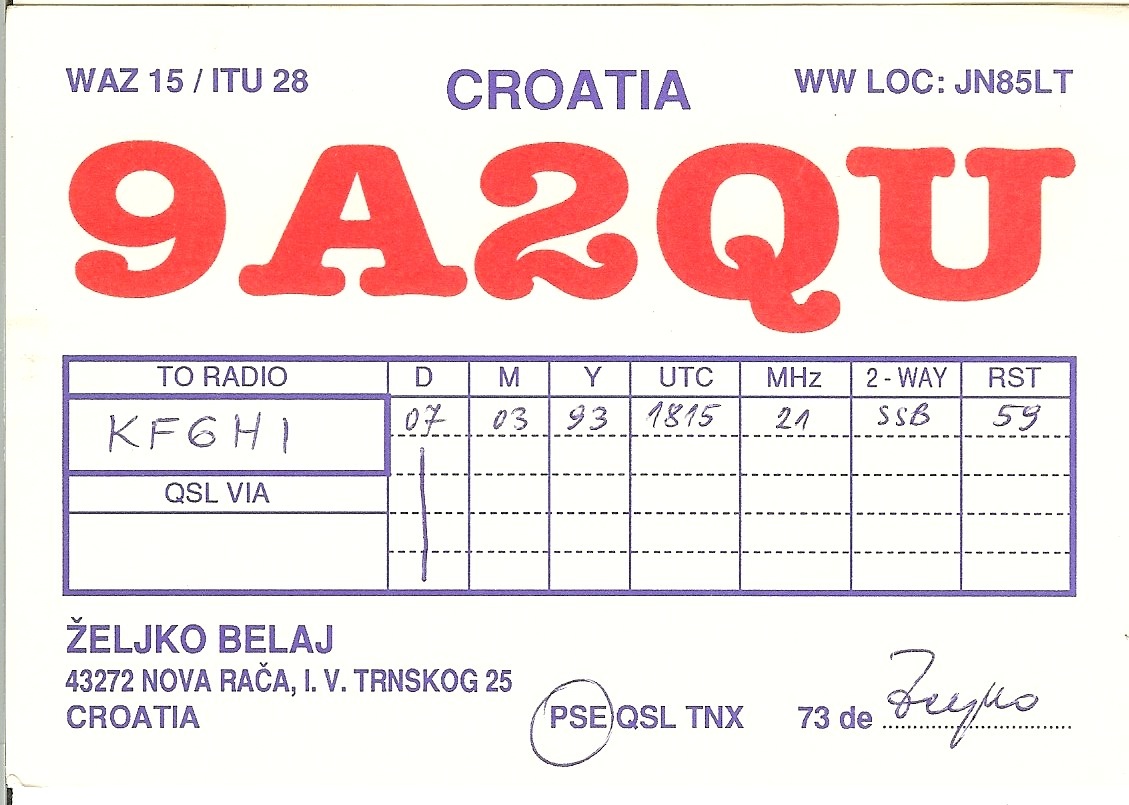 WAZ 15 / ITU 28 CROATIA WW LOC: JN85LT
9A2QU
TO RADIO D M Y UTC MHz 2 - WAY RST
KF6HI 07 03 93 1815 21 SSB 59
QSL VIA
ŽELJKO BELAJ
43272 NOVA RAČA, I. V. TRNSKOG 25
CROATIA PSE QSL TNX 73 de Željko